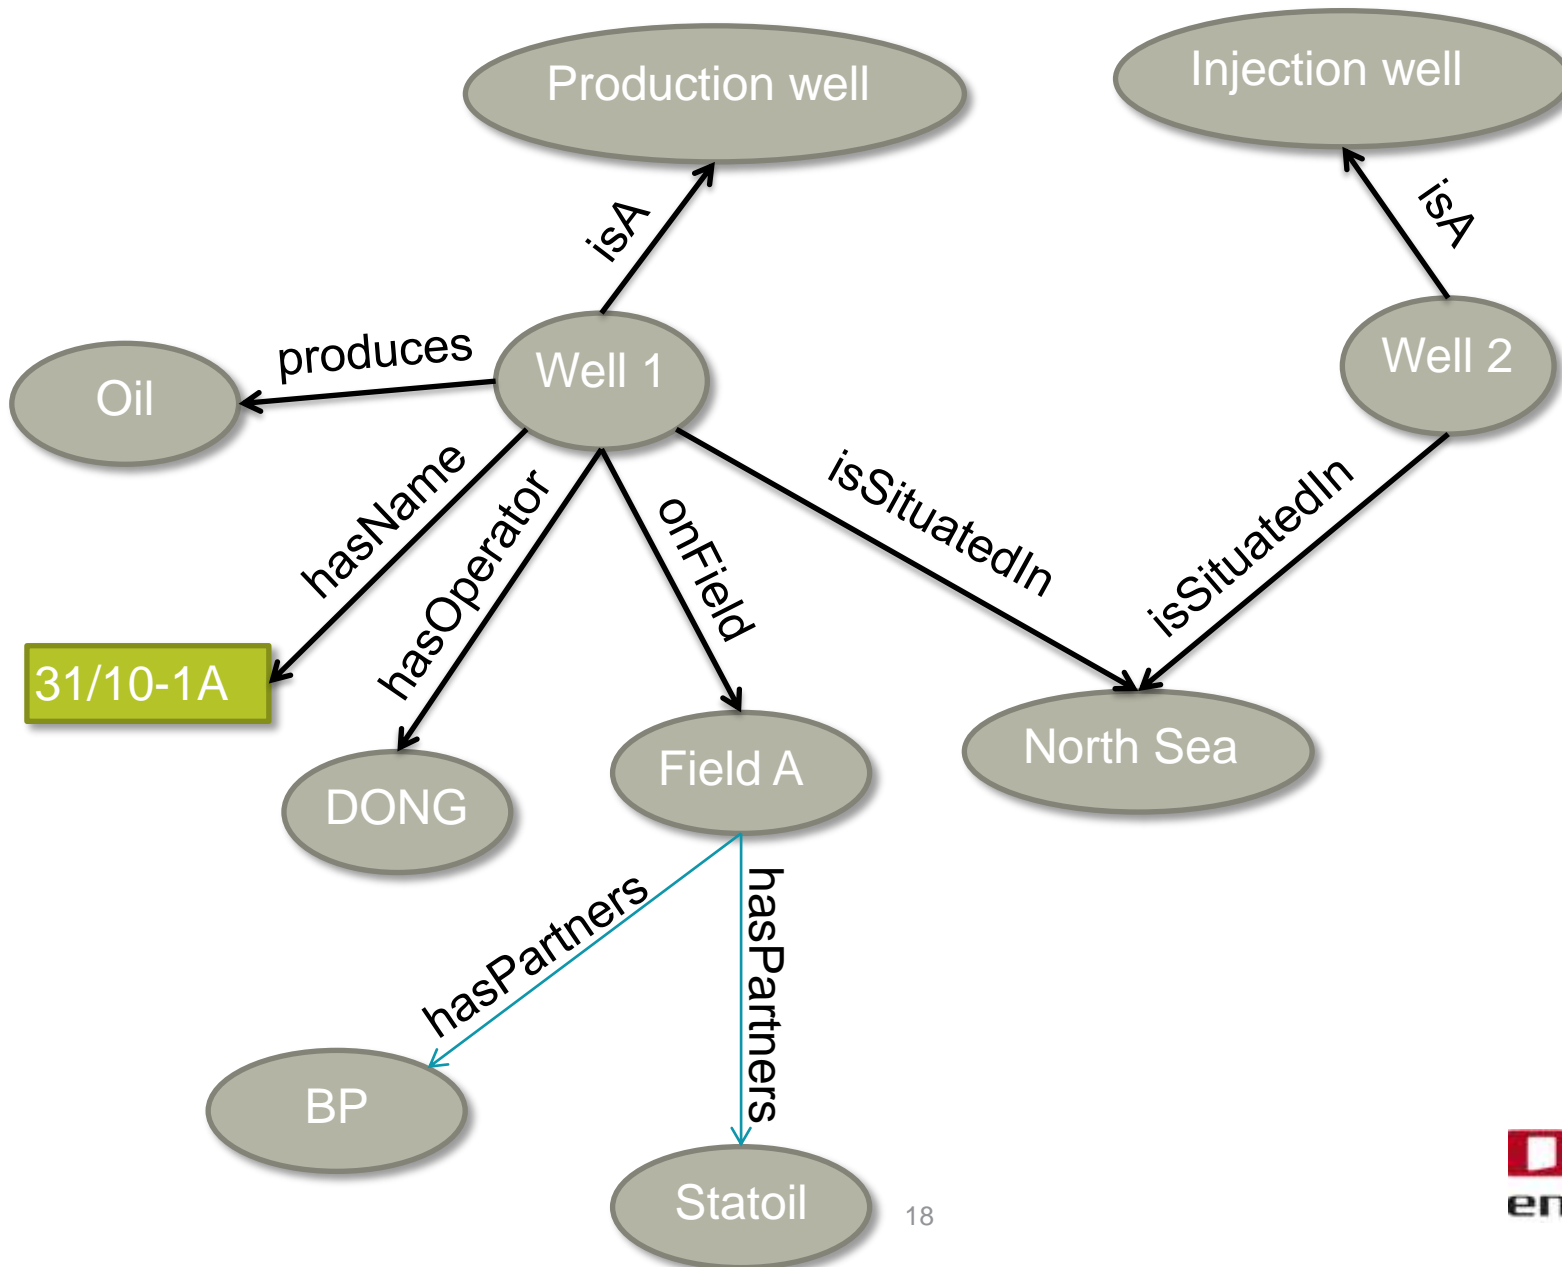 Production well
Injection well
isA
isA
produces
Well 1
Well 2
Oil
hasName
hasOperator
onField
isSituatedIn
isSituatedIn
31/10-1A
DONG
Field A
North Sea
hasPartners
hasPartners
BP
Statoil
18
en